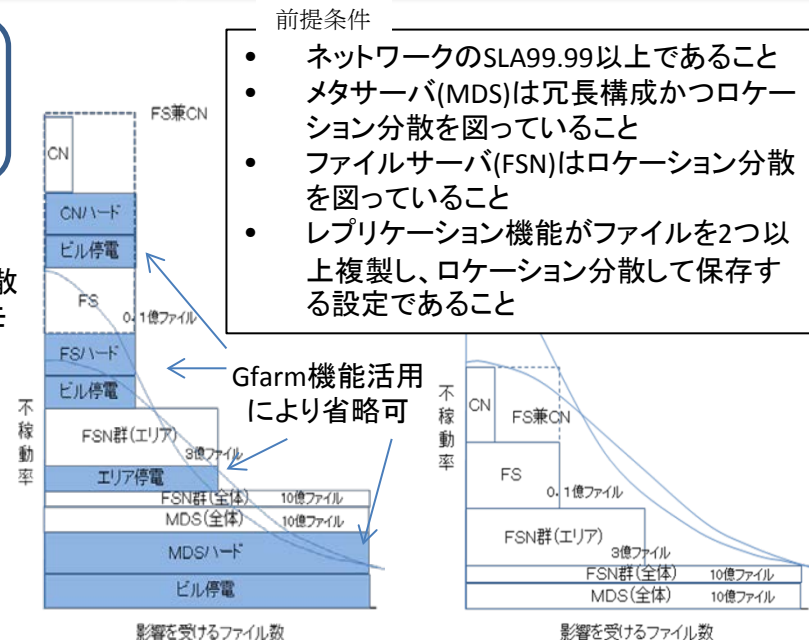 前提条件
• ネットワークのSLA99.99以上であること
• メタサーバ(MDS)は冗長構成かつロケー
ション分散を図っていること
• ファイルサーバ(FSN)はロケーション分散
を図っていること
• レプリケーション機能がファイルを2つ以
上複製し、ロケーション分散して保存す
る設定であること
散
FS兼CN
CN
CNハード
ビル停電
FS
0.1億ファイル
FSハード
ビル停電
FSN群(エリア)
3億ファイル
エリア停電
FSN群(全体) 10億ファイル
MDS(全体) 10億ファイル
MDSハード
ビル停電
不稼動率
影響を受けるファイル数
Gfarm機能活用
により省略可
不稼動率
CN
FS兼CN
FS
0.1億ファイル
FSN群(エリア)
3億ファイル
FSN群(全体) 10億ファイル
MDS(全体) 10億ファイル
影響を受けるファイル数